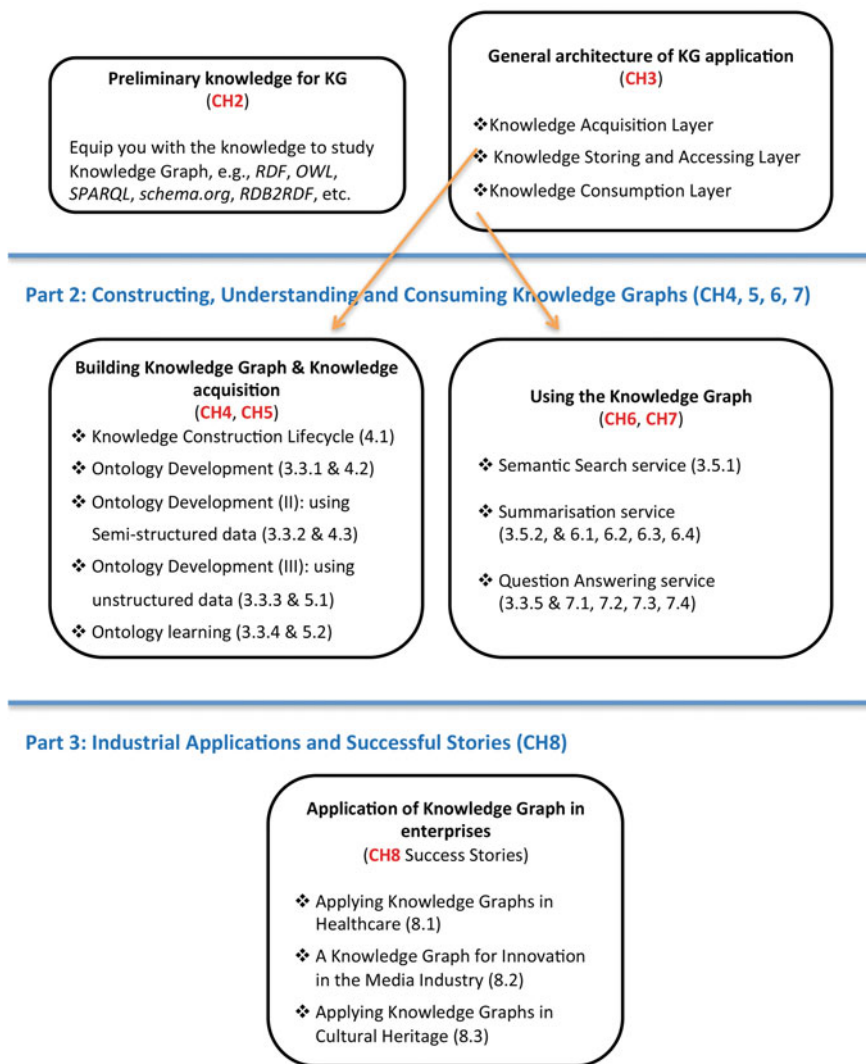 Preliminary knowledge for KG
(CH2)
Equip you with the knowledge to study
Knowledge Graph, e.g., RDF, OWL,
SPARQL, schema.org, RDB2RDF, etc.
General architecture of KG application
(CH3)
❖Knowledge Acquisition Layer
❖ Knowledge Storing and Accessing Layer
❖Knowledge Consumption Layer
Part 2: Constructing, Understanding and Consuming Knowledge Graphs (CH4, 5, 6, 7)
Building Knowledge Graph & Knowledge
acquisition
(CH4, CH5)
❖ Knowledge Construction Lifecycle (4.1)
❖ Ontology Development (3.3.1 & 4.2)
❖ Ontology Development (II): using
Semi-structured data (3.3.2 & 4.3)
❖ Ontology Development (III): using
unstructured data (3.3.3 & 5.1)
❖ Ontology learning (3.3.4 & 5.2)
Using the Knowledge Graph
(CH6, CH7)
❖ Semantic Search service (3.5.1)
❖ Summarisation service
(3.5.2, & 6.1, 6.2, 6.3, 6.4)
❖ Question Answering service
(3.3.5 & 7.1, 7.2, 7.3, 7.4)
Part 3: Industrial Applications and Successful Stories (CH8)
Application of Knowledge Graph in
enterprises
(CH8 Success Stories)
❖ Applying Knowledge Graphs in
Healthcare (8.1)
❖ A Knowledge Graph for Innovation
in the Media Industry (8.2)
❖ Applying Knowledge Graphs in
Cultural Heritage (8.3)